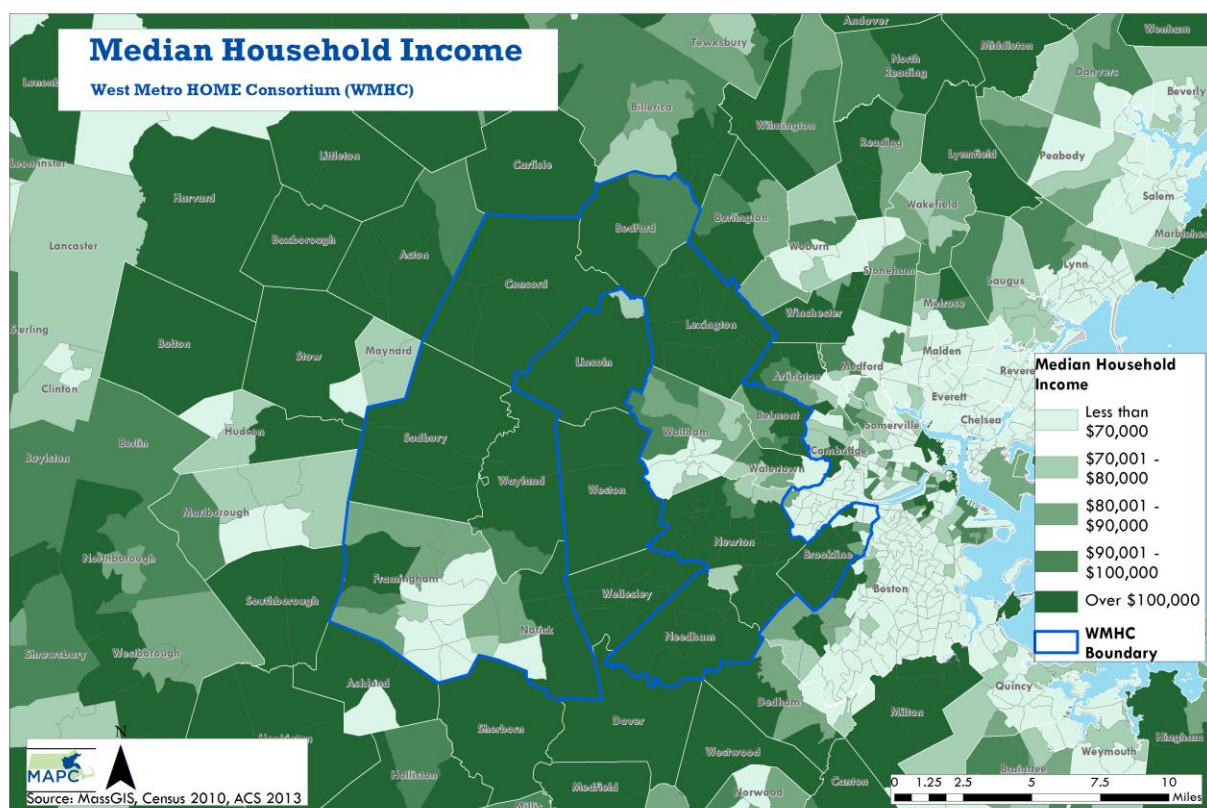 Median Household Income
West Metro HOME Consortium (WMHC)
Andover
Wenham
Middleton
Tewksbury
North
Reading
Danvers
Beverly
Billerica
Wilmington
Reading
Lynnfield
Peabody
Littleton
Carlisle
Harvard
Salem
Wakefield
Bedford
Burlington
Lancaster
Boxborough
Acton
Woburn
Stoneham
Lynn
Concord
Saugus
Melrose
Sterling
Lexington
Winchester
Bolton
Stow
Maynard
Lincoln
Malden
Medford
Arlington
Clinton
Everett
Belmont
Chelsea
Somerville
Hudson
Berlin
Sudbury
Waltham
Cambridge
Boylston
Watertown
Wayland
Weston
Marlborough
Newton
Brookline
Northborough
Framingham
Boston
Wellesley
Southborough
Natick
Needham
Westborough
Shrewsbury
Ashland
Quincy
Dedham
Sherborn
Dover
Milton
Westwood
Hingham
Weymouth
Holliston
Canton
Medfield
Norwood
Median Household
Income
Less than
$70,000
$70,001 -
$80,000
$80,001 -
$90,000
$90,001 -
$100,000
Over $100,000
WMHC
Boundary
N
MAPC
Source: MassGIS, Census 2010, ACS 2013
0 1.25 2.5 5 7.5 10
Miles